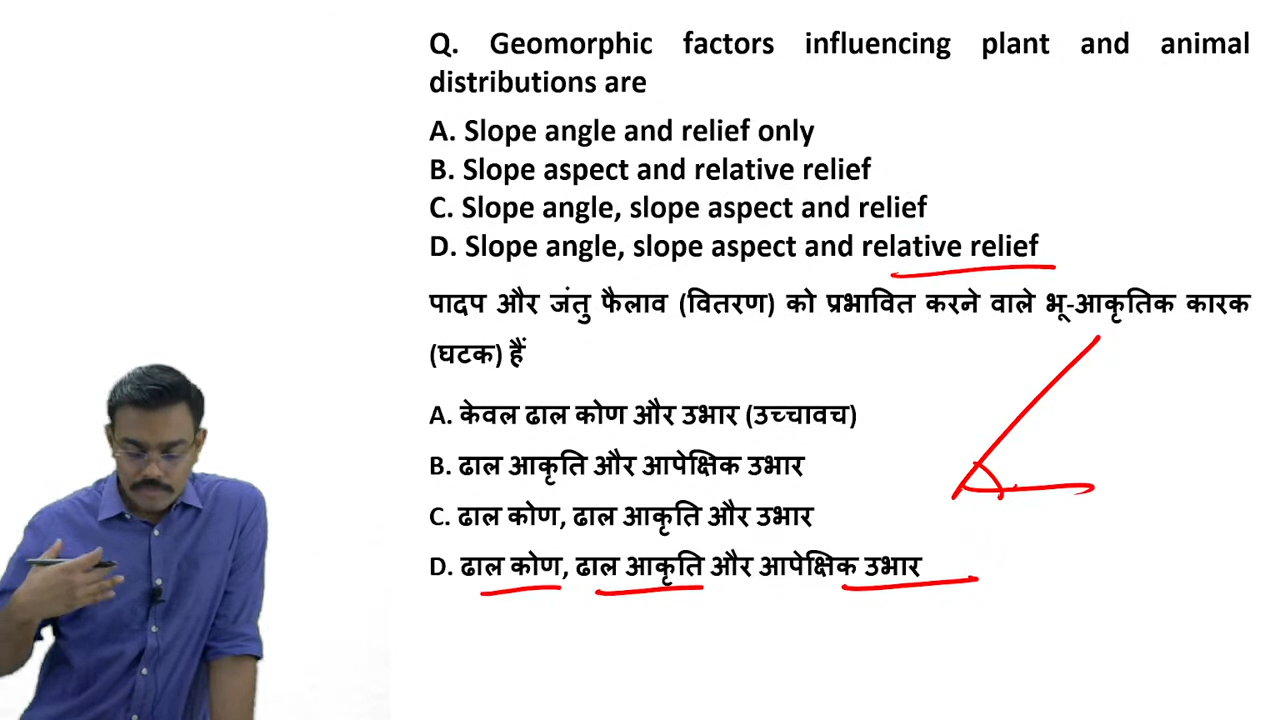 Q. Geomorphic factors influencing plant and animal
distributions are
A. Slope angle and relief only
B. Slope aspect and relative relief
C. Slope angle, slope aspect and relief
D. Slope angle, slope aspect and relative relief
पादप और जंतु फैलाव (वितरण) को प्रभावित करने वाले भू-आकृतिक कारक
(घटक) हैं
A. केवल ढाल कोण और उभार (उच्चावच)
B. ढाल आकृति और आपेक्षिक उभार
C. ढाल कोण, ढाल आकृति और उभार
D. ढाल कोण, ढाल आकृति और आपेक्षिक उभार